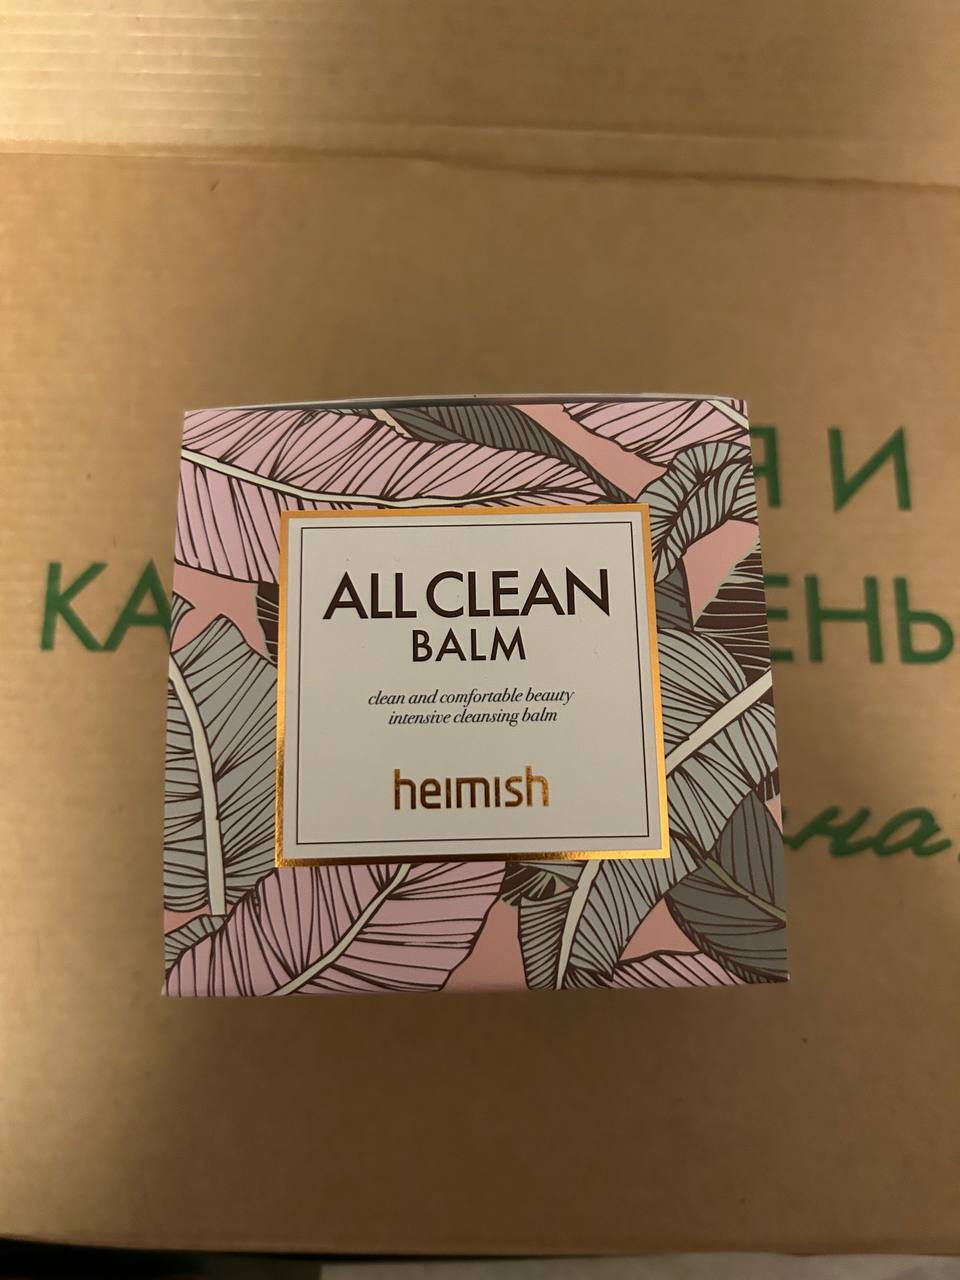 ALL CLEAN
BALM
clean and comfortable beauty
intensive cleansing balm
heimish
И